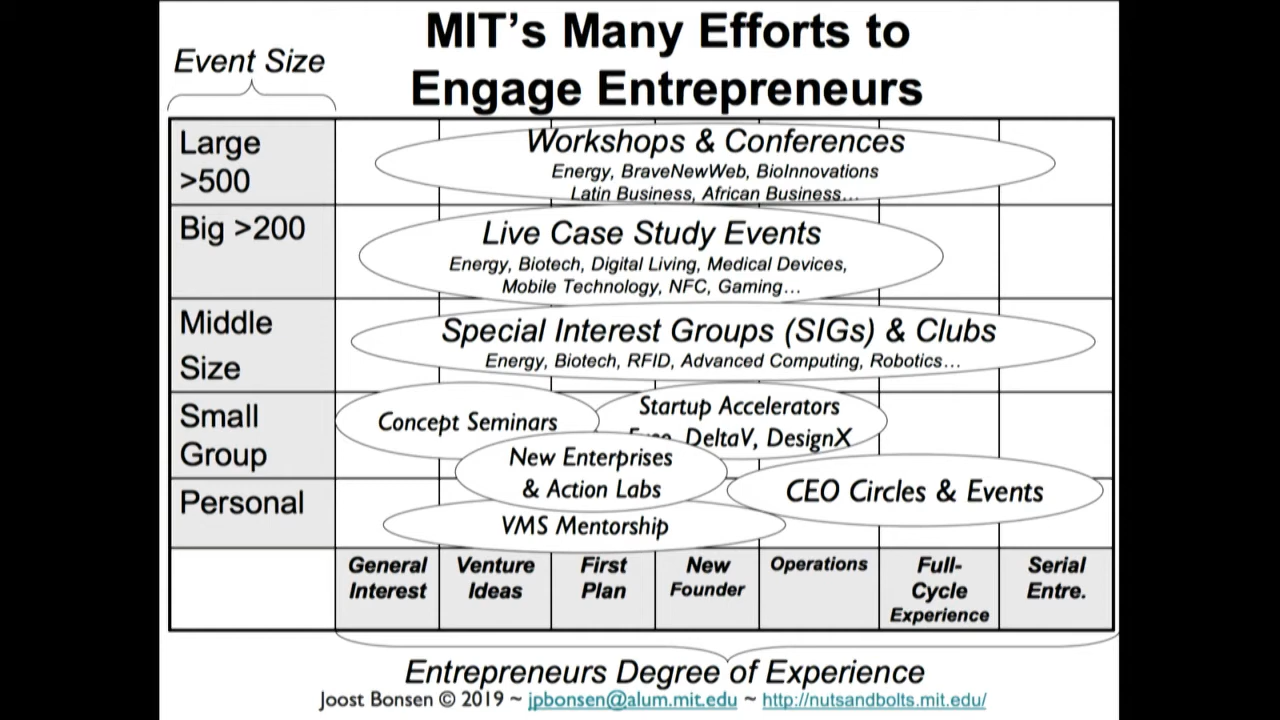 MIT's Many Efforts to
Engage Entrepreneurs
Event Size
Large
>500
Workshops & Conferences
Energy, BraveNewWeb, BioInnovations
Latin Business, African Business...
Big >200
Live Case Study Events
Energy, Biotech, Digital Living, Medical Devices,
Mobile Technology, NFC, Gaming...
Middle
Size
Special Interest Groups (SIGs) & Clubs
Energy, Biotech, RFID, Advanced Computing, Robotics...
Small
Group
Concept Seminars
Startup Accelerators
DeltaV, DesignX
New Enterprises
& Action Labs
Personal
CEO Circles & Events
VMS Mentorship
General
Interest
Venture
Ideas
First
Plan
New
Founder
Operations
Full-
Cycle
Experience
Serial
Entre.
Entrepreneurs Degree of Experience
Joost Bonsen © 2019 ~ jpbonsen@alum.mit.edu ~ http://nutsandbolts.mit.edu/